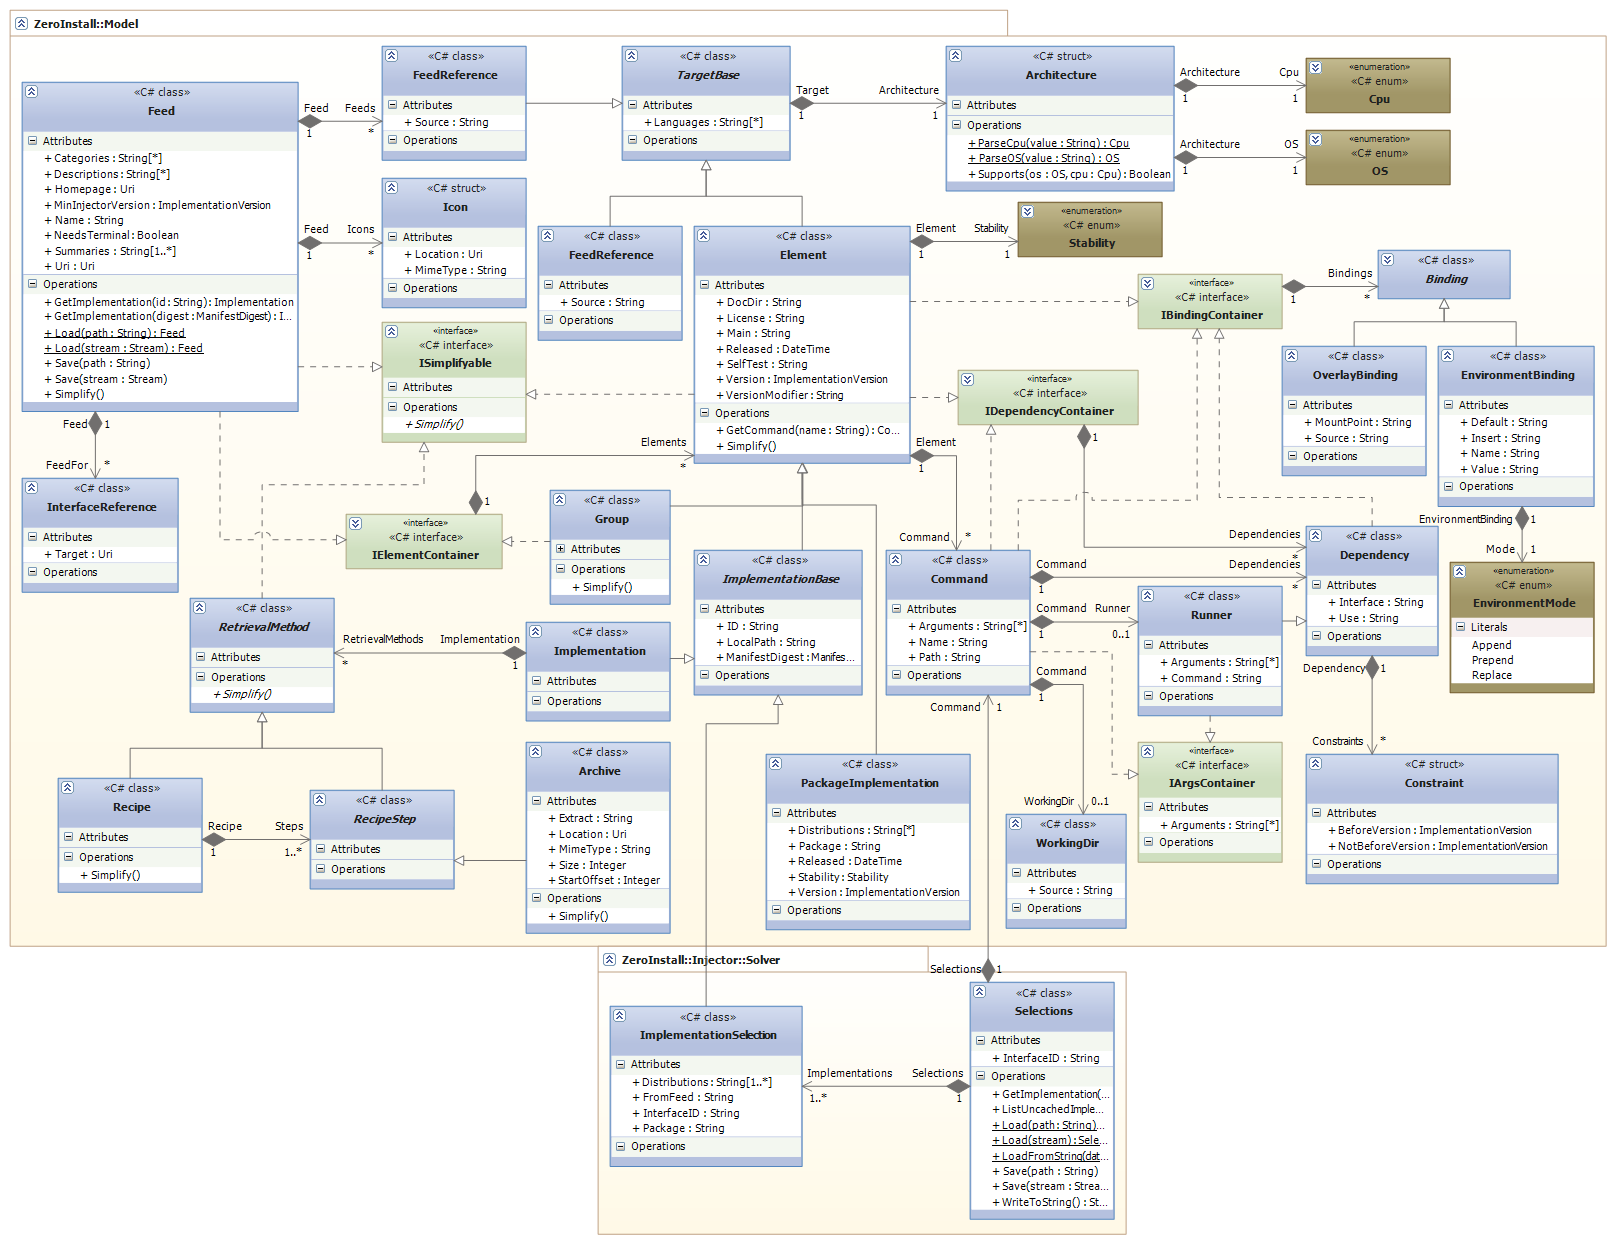 ZeroInstall::Model
«C# class»
Feed
Attributes
+ Categories : String[*]
+ Descriptions : String[*]
+ Homepage : Uri
+ MinInjectorVersion : ImplementationVersion
+ Name : String
+ NeedsTerminal : Boolean
+ Summaries : String[1..*]
+ Uri : Uri
Operations
+ GetImplementation(id : String) : Implementation
+ GetImplementation(digest : ManifestDigest) : I...
+ Load(path : String) : Feed
+ Load(stream : Stream) : Feed
+ Save(path : String)
+ Save(stream : Stream)
+ Simplify()
Feed
Feeds
1
*
Feed
Icons
1
*
Feed
1
FeedFor
*
«C# class»
FeedReference
Attributes
+ Source : String
Operations
«C# struct»
Icon
Attributes
+ Location : Uri
+ MimeType : String
Operations
«interface»
«C# interface»
ISimplifyable
Attributes
Operations
+ Simplify()
«C# class»
TargetBase
Attributes
+ Languages : String[*]
Operations
Target
Architecture
1
1
«C# struct»
Architecture
Attributes
Operations
+ ParseCpu(value : String) : Cpu
+ ParseOS(value : String) : OS
+ Supports(os : OS, cpu : Cpu) : Boolean
Architecture
Cpu
1
1
«enumeration»
«C# enum»
Cpu
Architecture
OS
1
1
«enumeration»
«C# enum»
OS
«C# class»
FeedReference
Attributes
+ Source : String
Operations
«C# class»
Element
Attributes
+ DocDir : String
+ License : String
+ Main : String
+ Released : DateTime
+ SelfTest : String
+ Version : ImplementationVersion
+ VersionModifier : String
Operations
+ GetCommand(name : String) : Co...
+ Simplify()
Element
Stability
1
1
«enumeration»
«C# enum»
Stability
«interface»
«C# interface»
IBindingContainer
Bindings
1
*
«C# class»
Binding
«C# class»
OverlayBinding
Attributes
+ MountPoint : String
+ Source : String
Operations
«C# class»
EnvironmentBinding
Attributes
+ Default : String
+ Insert : String
+ Name : String
+ Value : String
Operations
EnvironmentBinding
1
Mode
1
«enumeration»
«C# enum»
EnvironmentMode
Literals
Append
Prepend
Replace
«interface»
«C# interface»
IDependencyContainer
1
Dependencies
*
Elements
*
1
Element
1
Command
*
«C# class»
InterfaceReference
Attributes
+ Target : Uri
Operations
«interface»
«C# interface»
IElementContainer
«C# class»
Group
Attributes
Operations
+ Simplify()
«C# class»
ImplementationBase
Attributes
+ ID : String
+ LocalPath : String
+ ManifestDigest : Manifes...
Operations
«C# class»
Command
Attributes
+ Arguments : String[*]
+ Name : String
+ Path : String
Operations
Command
Dependencies
1
*
Command
Runner
1
0..1
Command
1
WorkingDir
0..1
«C# class»
Runner
Attributes
+ Arguments : String[*]
+ Command : String
Operations
«C# class»
Dependency
Attributes
+ Interface : String
+ Use : String
Operations
Dependency
1
Constraints
*
«C# class»
RetrievalMethod
Attributes
Operations
+ Simplify()
RetrievalMethods
Implementation
*
1
«C# class»
Implementation
Attributes
Operations
«C# class»
Recipe
Attributes
Operations
+ Simplify()
Recipe
Steps
1
1..*
«C# class»
RecipeStep
Attributes
Operations
«C# class»
Archive
Attributes
+ Extract : String
+ Location : Uri
+ MimeType : String
+ Size : Integer
+ StartOffset : Integer
Operations
+ Simplify()
«C# class»
PackageImplementation
Attributes
+ Distributions : String[*]
+ Package : String
+ Released : DateTime
+ Stability : Stability
+ Version : ImplementationVersion
Operations
«C# class»
WorkingDir
Attributes
+ Source : String
Operations
«interface»
«C# interface»
IArgsContainer
Attributes
+ Arguments : String[*]
Operations
«C# struct»
Constraint
Attributes
+ BeforeVersion : ImplementationVersion
+ NotBeforeVersion : ImplementationVersion
Operations
Command
1
Selections
1
ZeroInstall::Injector::Solver
«C# class»
ImplementationSelection
Attributes
+ Distributions : String[1..*]
+ FromFeed : String
+ InterfaceID : String
+ Package : String
Operations
Implementations
Selections
1..*
1
«C# class»
Selections
Attributes
+ InterfaceID : String
Operations
+ GetImplementation(...
+ ListUncachedImple...
+ Load(path: String)...
+ Load(stream) : Sele...
+ LoadFromString(dat...
+ Save(path : String)
+ Save(stream : Strea...
+ WriteToString() : St...